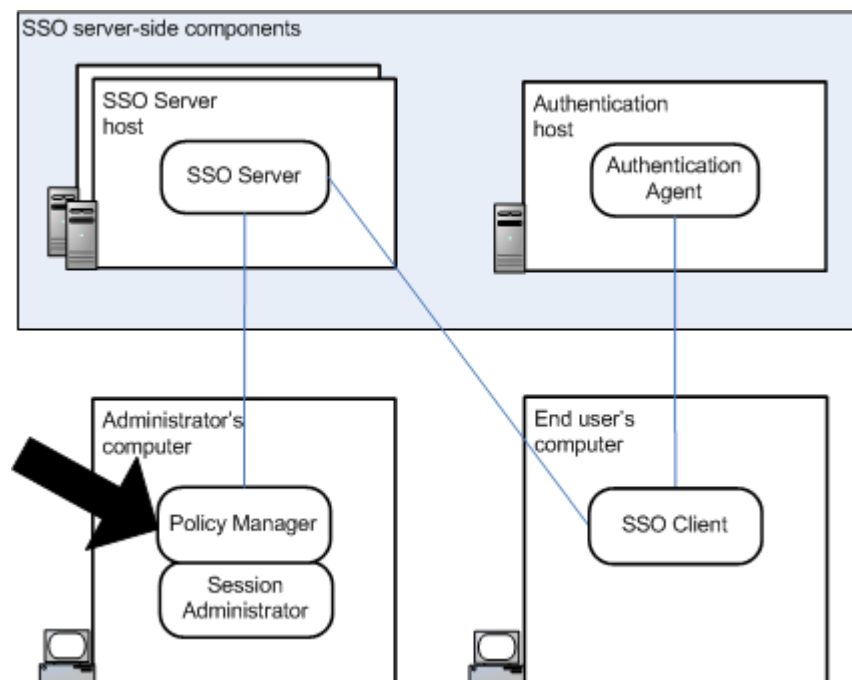 SSO server-side components
SSO Server
host
SSO Server
Authentication
host
Authentication
Agent
Administrator's
computer
Policy Manager
Session
Administrator
End user's
computer
SSO Client